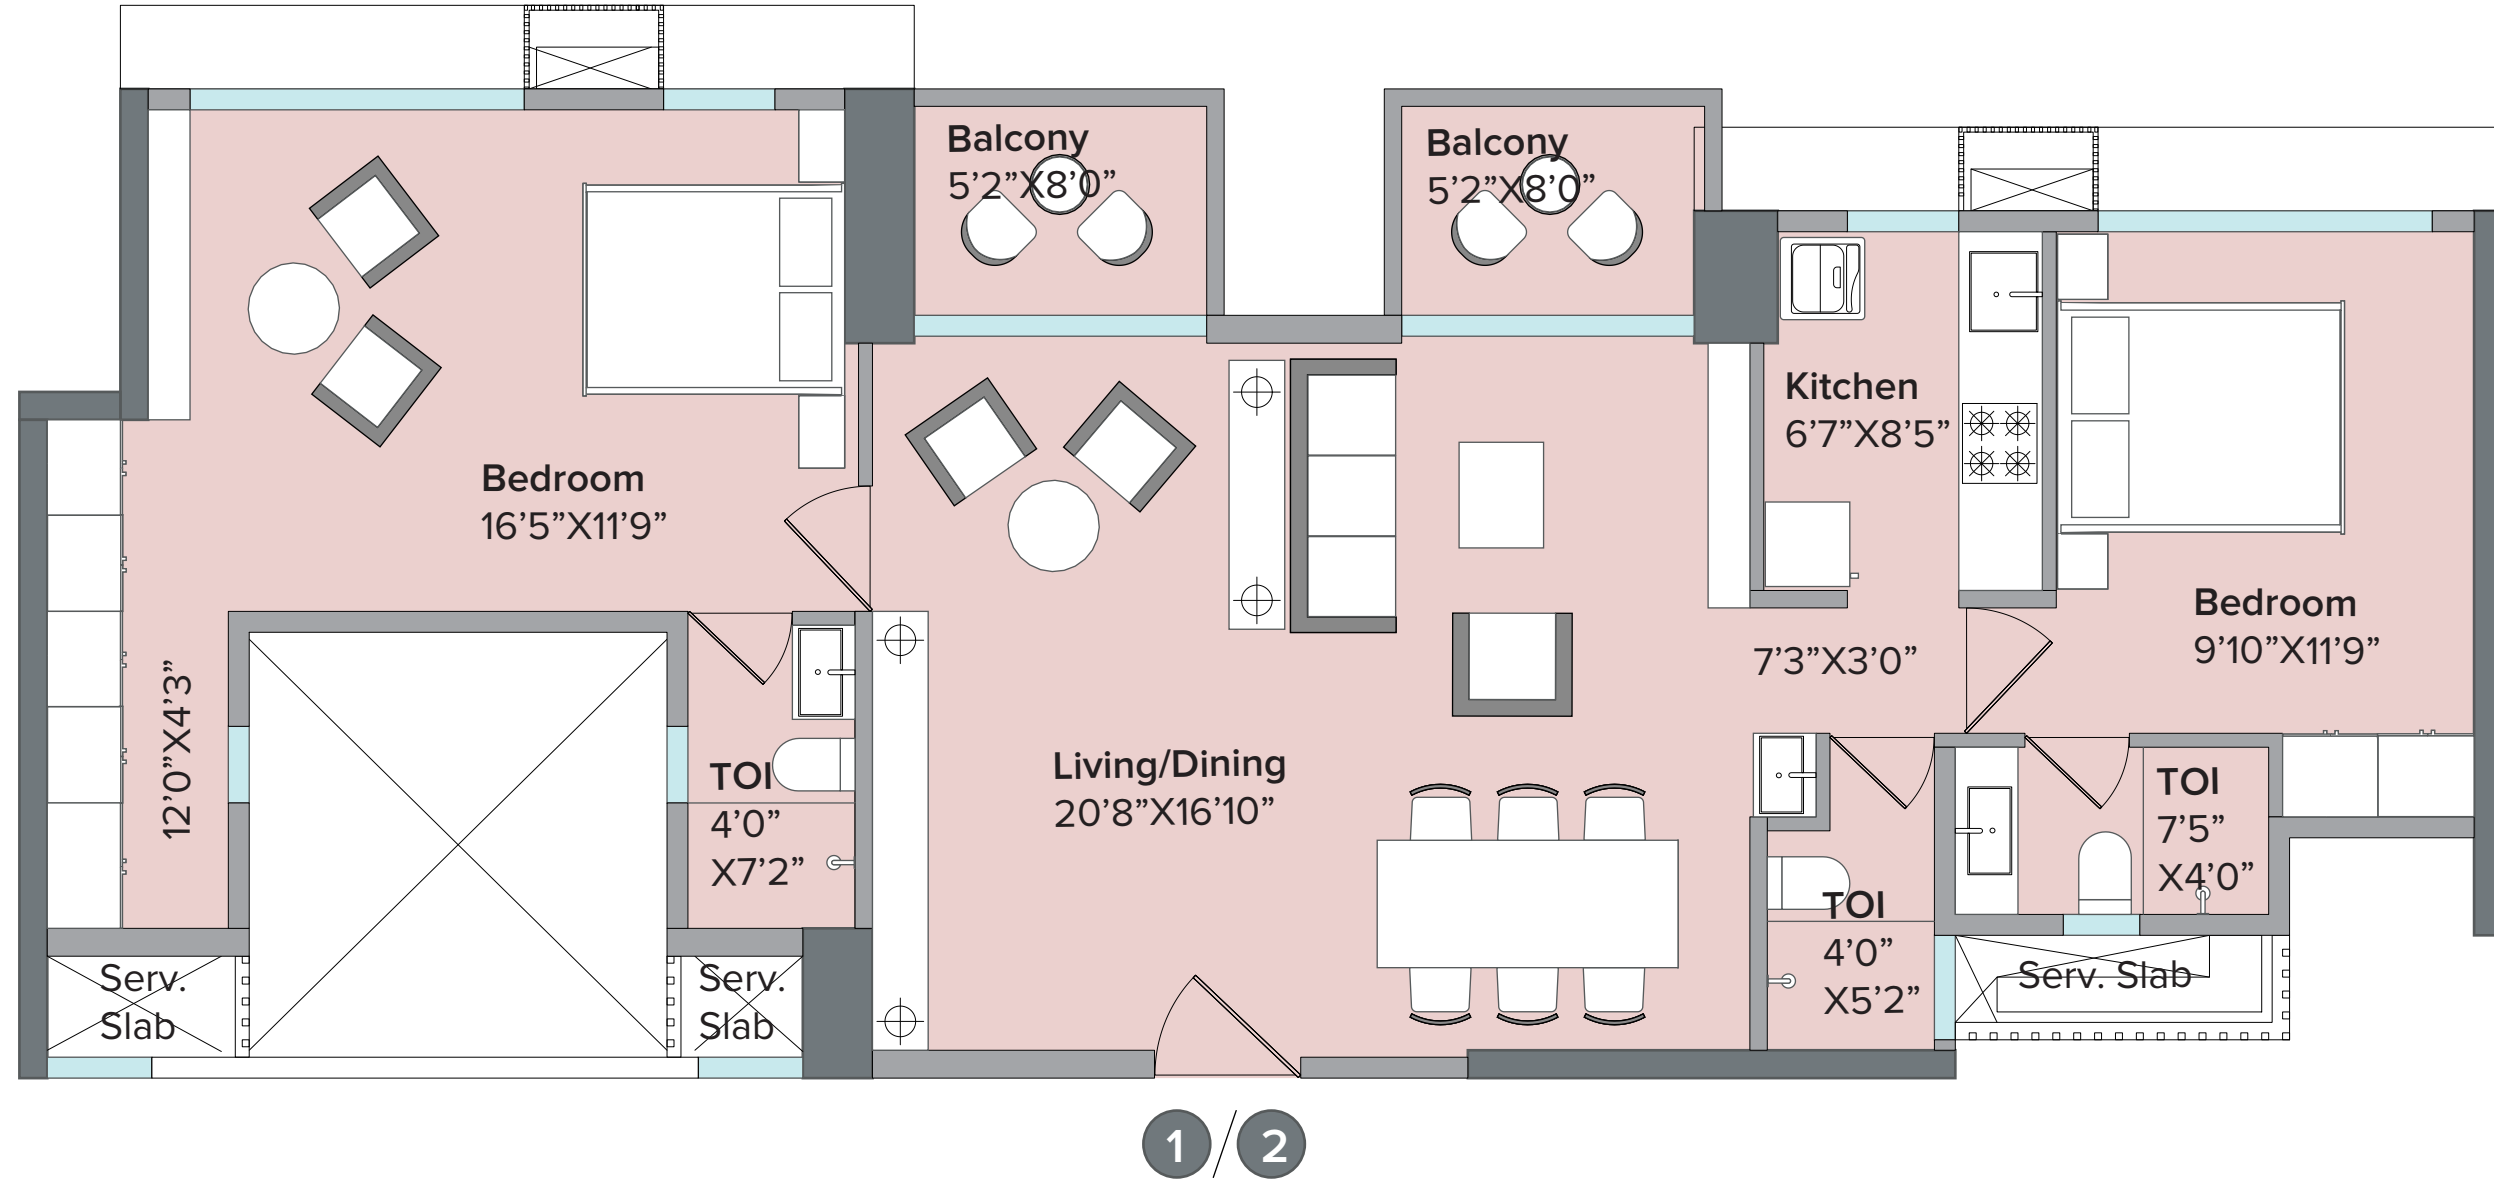 Balcony
5’2”X8’0”
Balcony
5’2”X8’0”
Kitchen
6’7”X8’5”
Bedroom
16’5”X11’9”
Bedroom
9’10”X11’9”
7’3”X3’0”
12’0”X4’3”
TOI
4’0”
X7’2”
Living/Dining
20’8”X16’10”
TOI
7’5”
X4’0”
TOI
4’0”
X5’2”
Serv.
Slab
Serv.
Slab
Serv. Slab
1/2